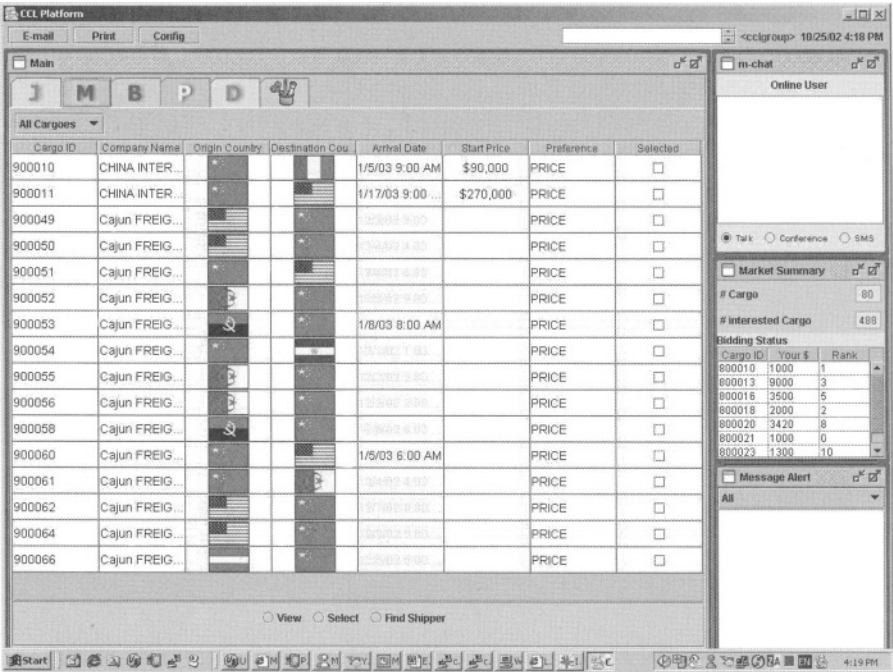 CCL Platform
E-mail Print Config <cclgroup> 10/25/02 4:18 PM
Main
J M B P D
All Cargoes
Cargo ID Company Name Origin Country Destination Cou... Arrival Date Start Price Preference Selected
900010 CHINA INTER... 1/5/03 9:00 AM $90,000 PRICE
900011 CHINA INTER... 1/17/03 9:00 ... $270,000 PRICE
900049 Cajun FREIG... PRICE
900050 Cajun FREIG... PRICE
900051 Cajun FREIG... PRICE
900052 Cajun FREIG... PRICE
900053 Cajun FREIG... 1/8/03 8:00 AM PRICE
900054 Cajun FREIG... PRICE
900055 Cajun FREIG... PRICE
900056 Cajun FREIG... PRICE
900058 Cajun FREIG... PRICE
900060 Cajun FREIG... 1/5/03 6:00 AM PRICE
900061 Cajun FREIG... PRICE
900062 Cajun FREIG... PRICE
900064 Cajun FREIG... PRICE
900066 Cajun FREIG... PRICE
View Select Find Shipper
m-chat
Online User
Talk Conference SMS
Market Summary
# Cargo 80
# Interested Cargo 489
Bidding Status
Cargo ID Your $ Rank
800010 1000 1
800013 9000 3
800016 3500 5
800018 2000 2
800020 3420 8
800021 1000 0
800023 1300 10
Message Alert
All
Start 4:19 PM